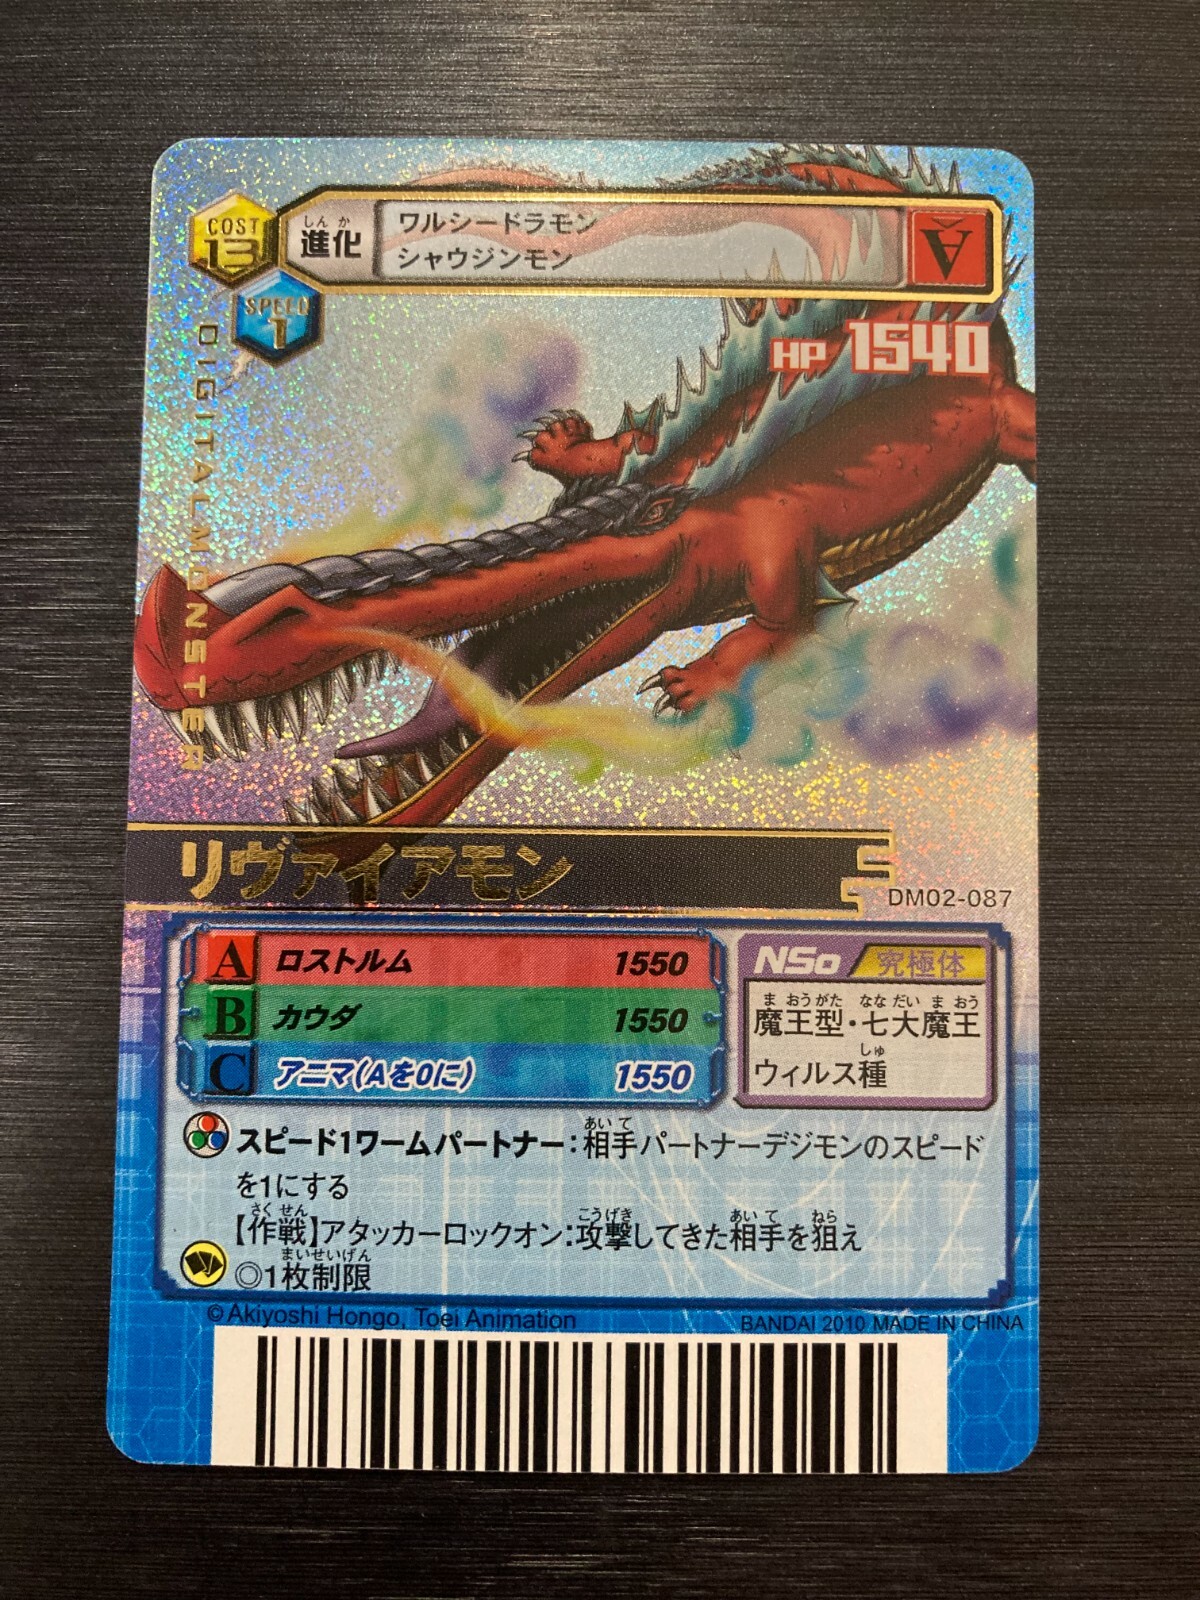 COST
13
しんか
進化
ワルシードラモン
シャウジンモン
Ǎ
SPEED
1
HP 1540
DIGITALMONSTER
リヴァイアモン
DM02-087
A ロストルム 1550
B カウダ 1550
C アニマ(Aを0に) 1550
NSo 究極体
まおうがた ななだいまおう
魔王型・七大魔王
しゅ
ウィルス種
あいて
スピード1ワームパートナー:相手パートナーデジモンのスピード
を1にする
さくせん こうげき あいて ねら
【作戦】アタッカーロックオン:攻撃してきた相手を狙え
まいせいげん
◎1枚制限
©Akiyoshi Hongo, Toei Animation
BANDAI 2010 MADE IN CHINA